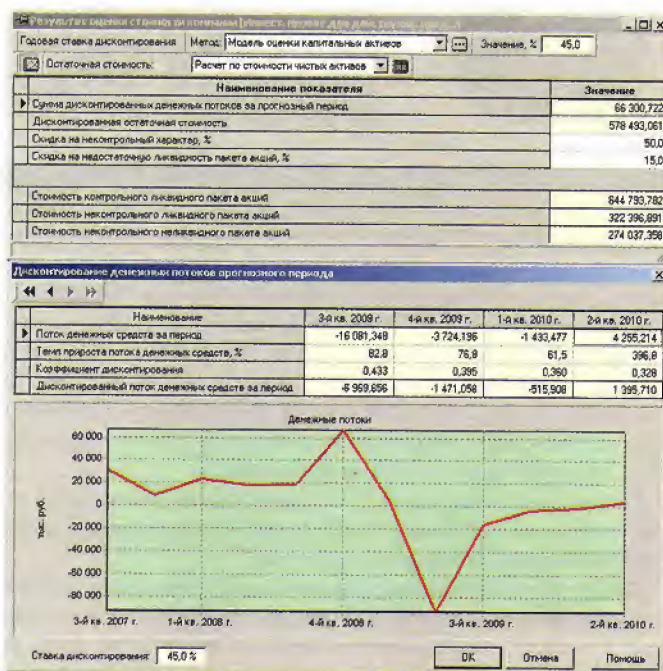 Результат оценки стоимости компании
Годовая ставка дисконтирования Метод: Модель оценки капитальных активов Значение, % 45,0
Остаточная стоимость: Расчет по стоимости чистых активов
Наименование показателя Значение
Сумма дисконтированных денежных потоков за прогнозный период 66 300,722
Дисконтированная остаточная стоимость 578 493,061
Скидка на неконтрольный характер, % 50,0
Скидка на недостаточную ликвидность пакета акций, % 15,0
Стоимость контрольного ликвидного пакета акций 644 793,782
Стоимость неконтрольного ликвидного пакета акций 322 396,891
Стоимость неконтрольного неликвидного пакета акций 274 037,358
Дисконтирование денежных потоков прогнозного периода
Наименование 3-й кв. 2009 г. 4-й кв. 2009 г. 1-й кв. 2010 г. 2-й кв. 2010 г.
Поток денежных средств за период -16 081,348 -3 724,196 -1 433,477 4 255,214
Темп прироста потока денежных средств, % 82,8 76,8 61,5 396,8
Коэффициент дисконтирования 0,433 0,395 0,360 0,328
Дисконтированный поток денежных средств за период -6 969,656 -1 471,058 -515,908 1 395,710
Денежные потоки
тыс. руб.
60 000
40 000
20 000
0
-20 000
-40 000
-60 000
-80 000
3-й кв. 2007 г. 1-й кв. 2008 г. 4-й кв. 2008 г. 3-й кв. 2009 г. 2-й кв. 2010 г.
Ставка дисконтирования: 45,0 % OK Отмена Помощь